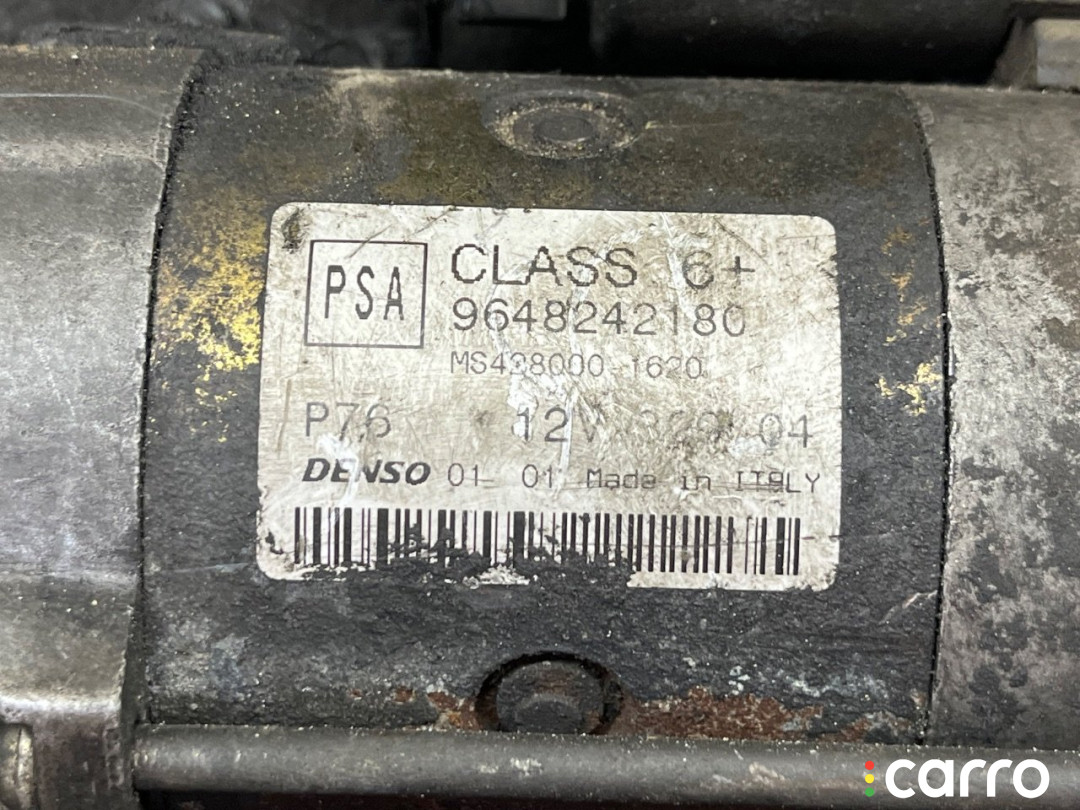 PSA
CLASS 6+
9648242180
MS428000-1620
P76 12V 04
DENSO 01 01 Made in ITALY
carro